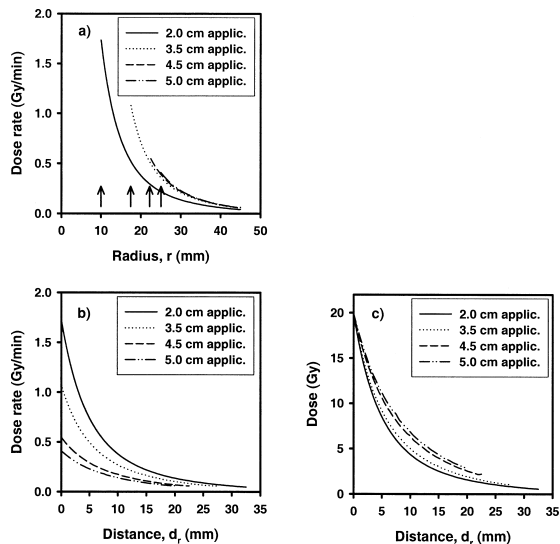 a)
2.0 cm applic.
3.5 cm applic.
4.5 cm applic.
5.0 cm applic.
Dose rate (Gy/min)
2.0
1.5
1.0
0.5
0.0
0 10 20 30 40 50
Radius, r (mm)
b)
2.0 cm applic.
3.5 cm applic.
4.5 cm applic.
5.0 cm applic.
Dose rate (Gy/min)
2.0
1.5
1.0
0.5
0.0
0 5 10 15 20 25 30 35
Distance, dr (mm)
c)
2.0 cm applic.
3.5 cm applic.
4.5 cm applic.
5.0 cm applic.
Dose (Gy)
20
15
10
5
0
0 5 10 15 20 25 30 35
Distance, dr (mm)